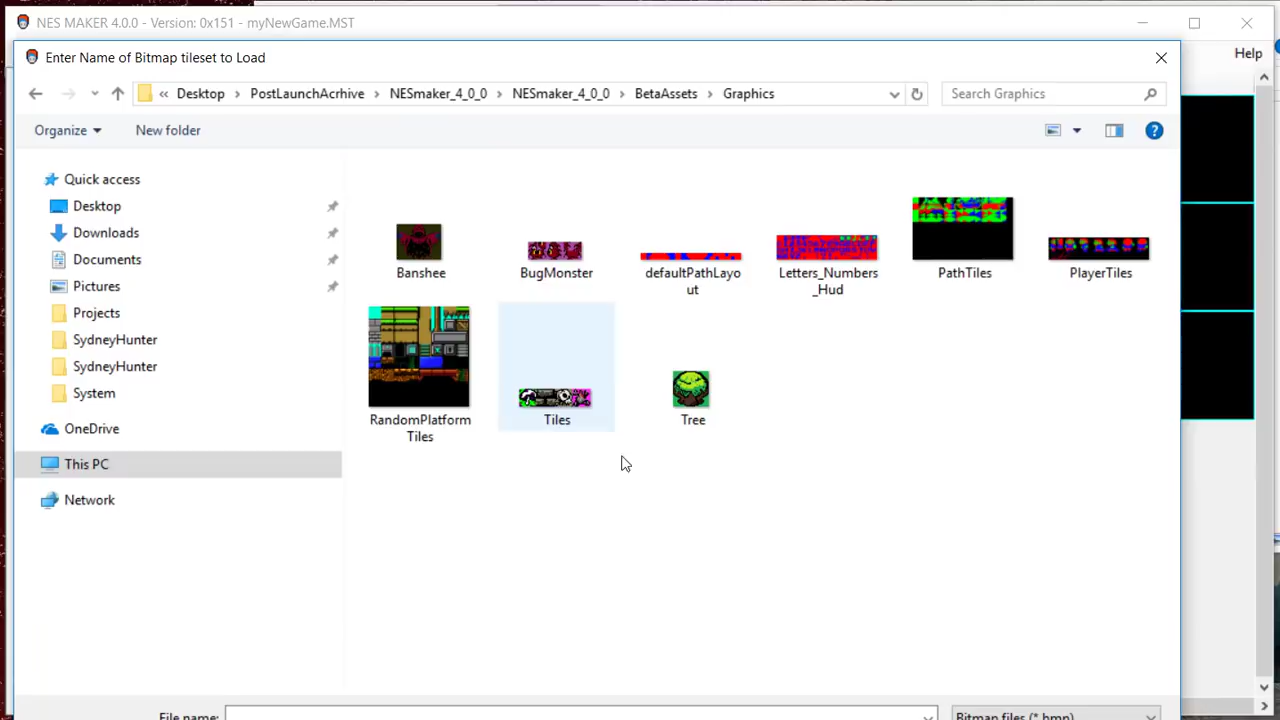 NES MAKER 4.0.0 - Version: 0x151 - myNewGame.MST
Enter Name of Bitmap tileset to Load
Help
« Desktop > PostLaunchAcrhive > NESmaker_4_0_0 > NESmaker_4_0_0 > BetaAssets > Graphics
Search Graphics
Organize
New folder
Quick access
Desktop
Downloads
Documents
Pictures
Projects
SydneyHunter
SydneyHunter
System
OneDrive
This PC
Network
Banshee
BugMonster
defaultPathLayo
ut
Letters_Numbers
_Hud
PathTiles
PlayerTiles
RandomPlatform
Tiles
Tiles
Tree
File name:
Bitmap files (*.bmp)